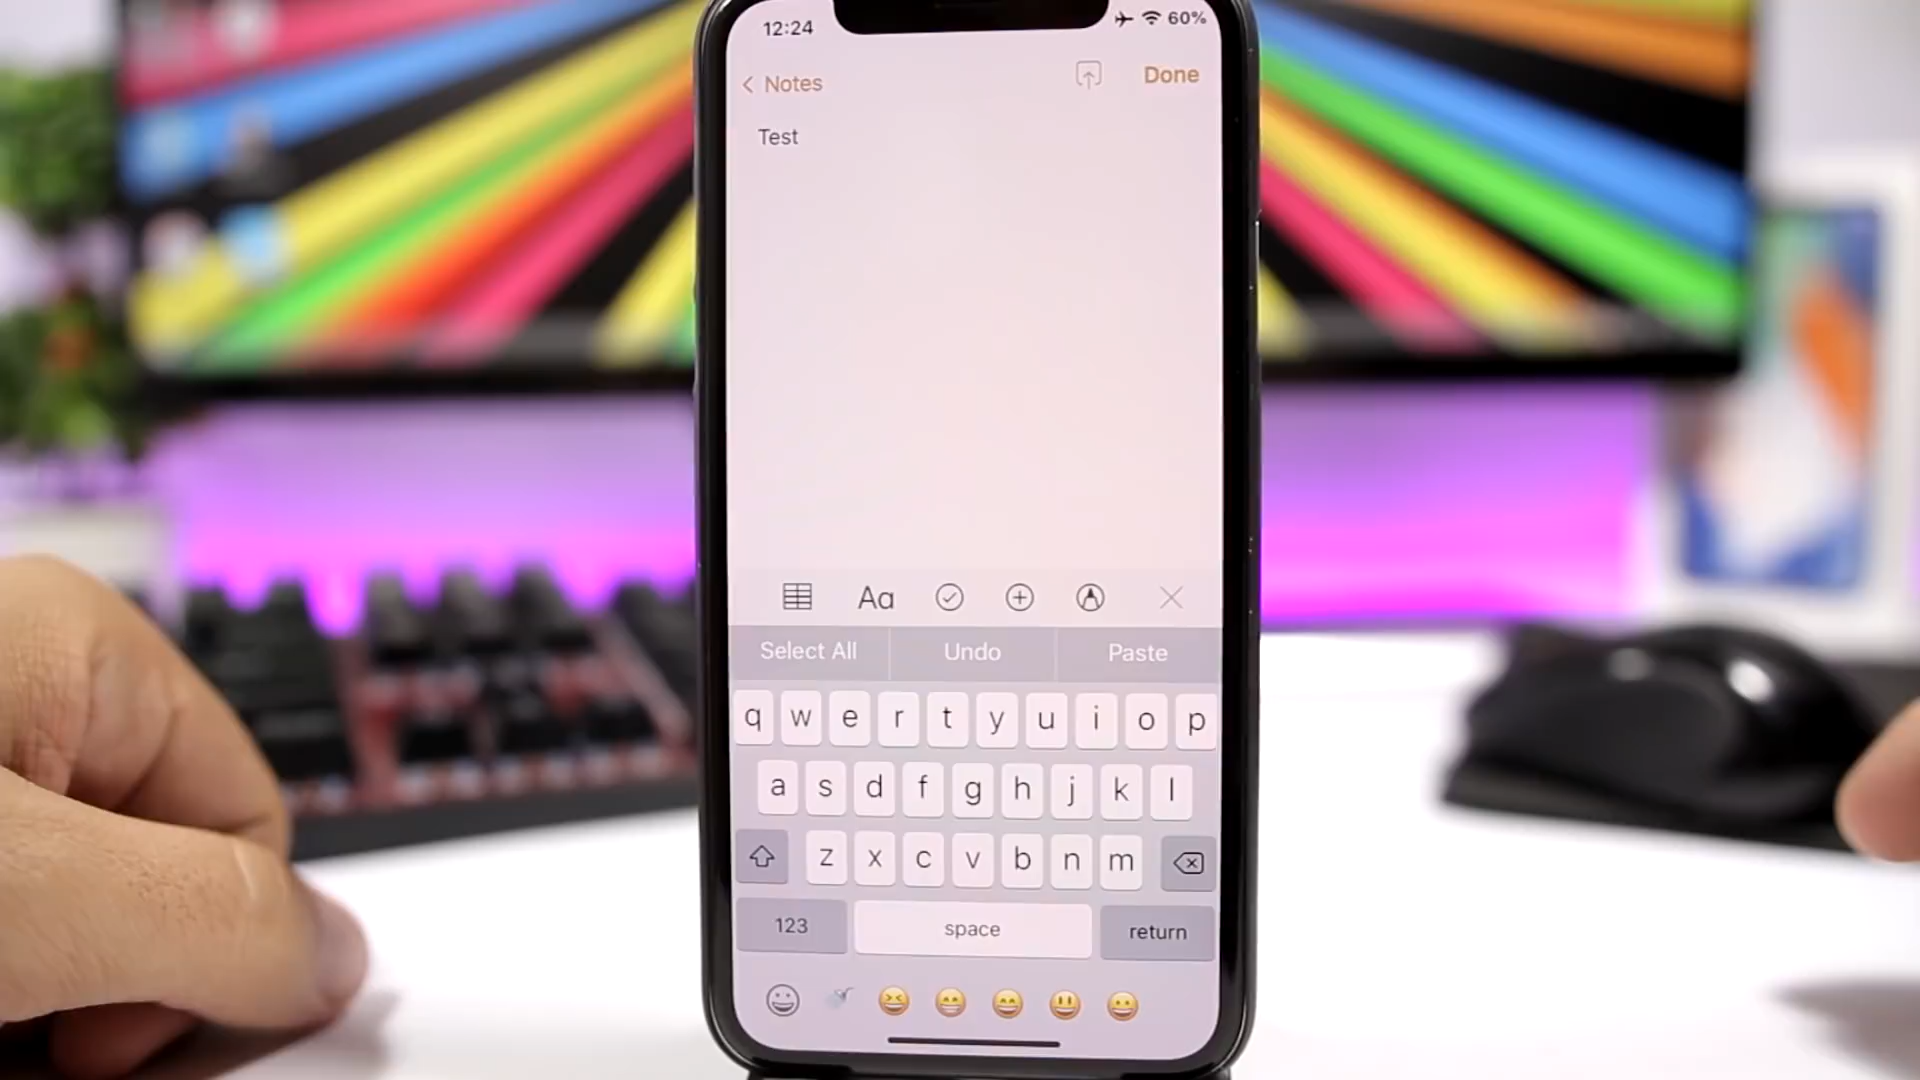 12:24 60%
Notes Done
Test
Aa
Select All Undo Paste
q w e r t y u i o p
a s d f g h j k l
z x c v b n m
123 space return